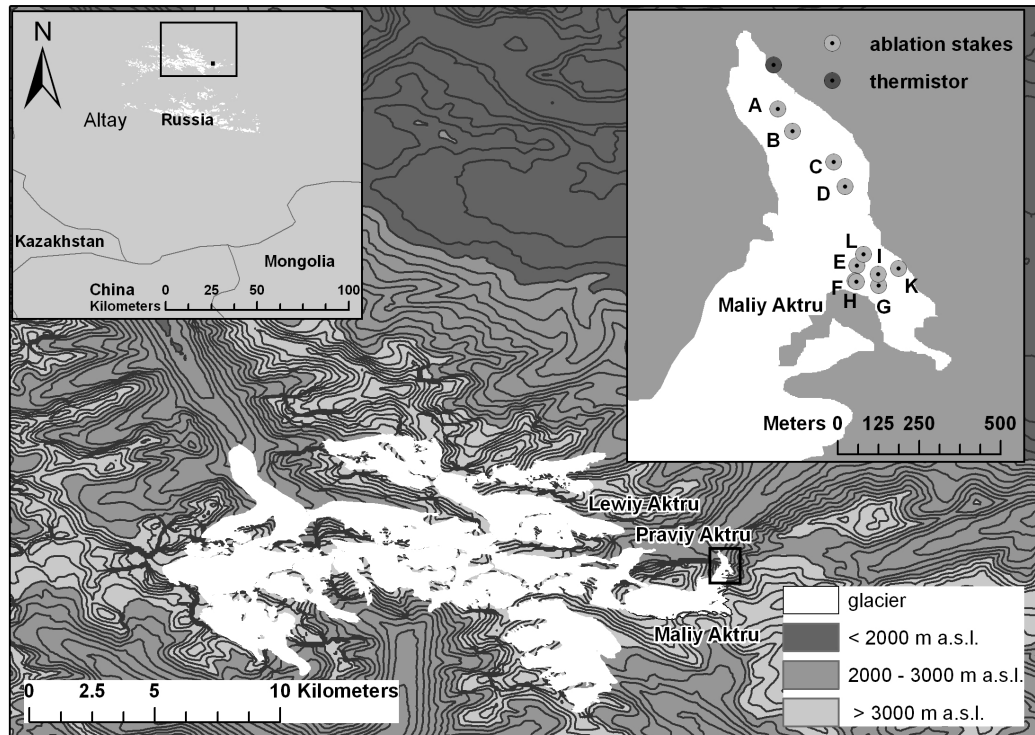 N
Altay
Russia
Kazakhstan
Mongolia
China
Kilometers 0 25 50 100
ablation stakes
thermistor
A
B
C
D
L
E
I
F
K
H
G
Maliy Aktru
Meters 0 125 250 500
Lewiy Aktru
Praviy Aktru
Maliy Aktru
glacier
< 2000 m a.s.l.
2000 - 3000 m a.s.l.
> 3000 m a.s.l.
0 2.5 5 10 Kilometers